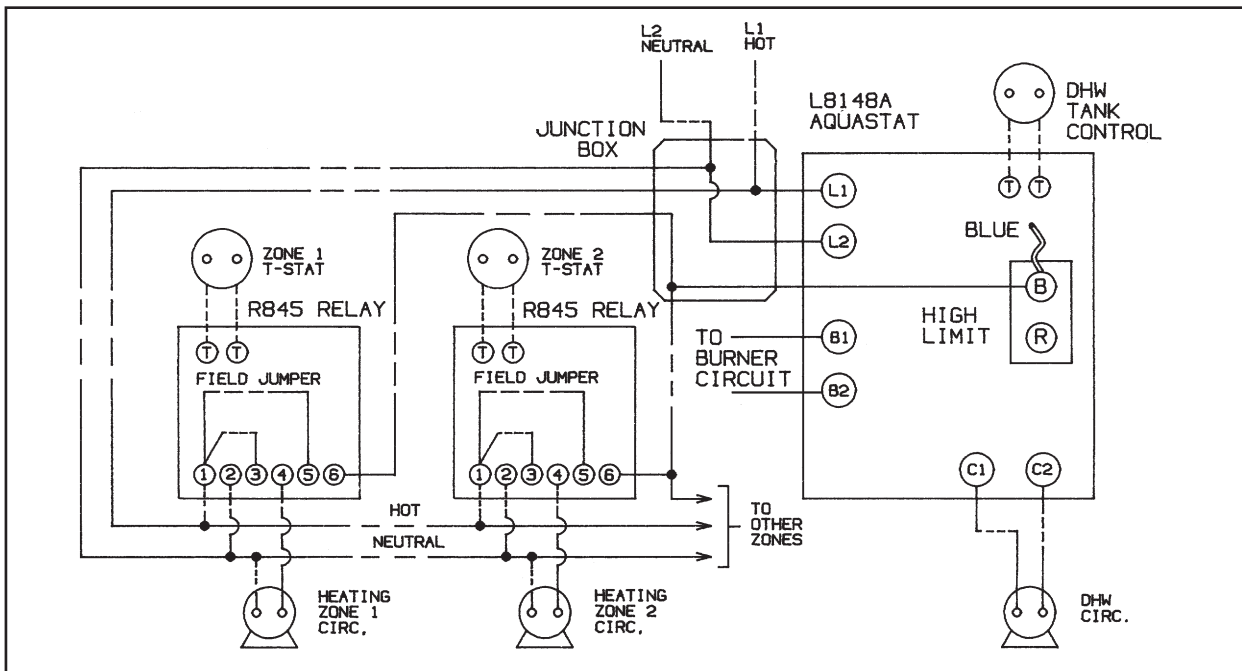 L2
NEUTRAL
L1
HOT
L8148A
AQUASTAT
DHW
TANK
CONTROL
JUNCTION
BOX
L1
T T
L2
BLUE
ZONE 1
T-STAT
ZONE 2
T-STAT
B
R845 RELAY
R845 RELAY
HIGH
LIMIT
R
TO
BURNER
CIRCUIT
B1
B2
T T
T T
FIELD JUMPER
FIELD JUMPER
1 2 3 4 5 6
1 2 3 4 5 6
C1 C2
HOT
NEUTRAL
TO
OTHER
ZONES
HEATING
ZONE 1
CIRC,
HEATING
ZONE 2
CIRC,
DHW
CIRC.